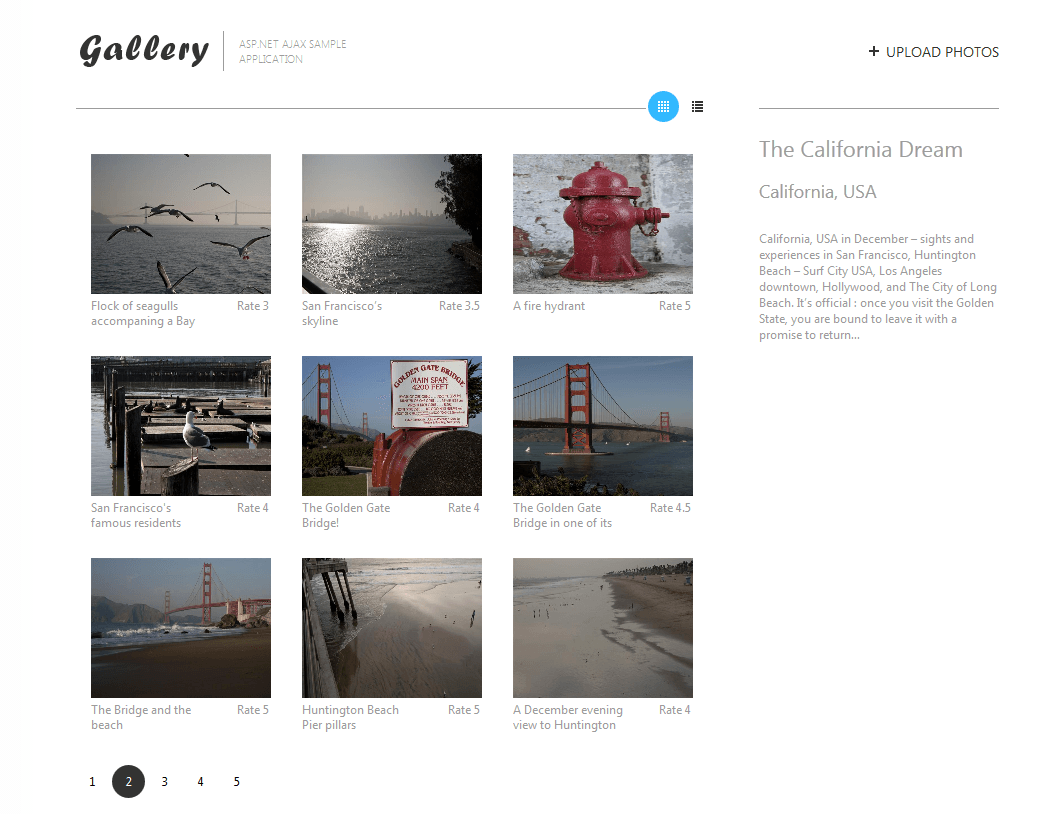 Gallery
ASP.NET AJAX SAMPLE
APPLICATION
+ UPLOAD PHOTOS
The California Dream
California, USA
California, USA in December – sights and
experiences in San Francisco, Huntington
Beach – Surf City USA, Los Angeles
downtown, Hollywood, and The City of Long
Beach. It's official : once you visit the Golden
State, you are bound to leave it with a
promise to return...
Flock of seagulls Rate 3
accompaning a Bay
San Francisco's Rate 3.5
skyline
A fire hydrant Rate 5
GOLDEN GATE BRIDGE
MAIN SPAN
4200 FEET
San Francisco's Rate 4
famous residents
The Golden Gate Rate 4
Bridge!
The Golden Gate Rate 4.5
Bridge in one of its
The Bridge and the Rate 5
beach
Huntington Beach Rate 5
Pier pillars
A December evening Rate 4
view to Huntington
1 2 3 4 5